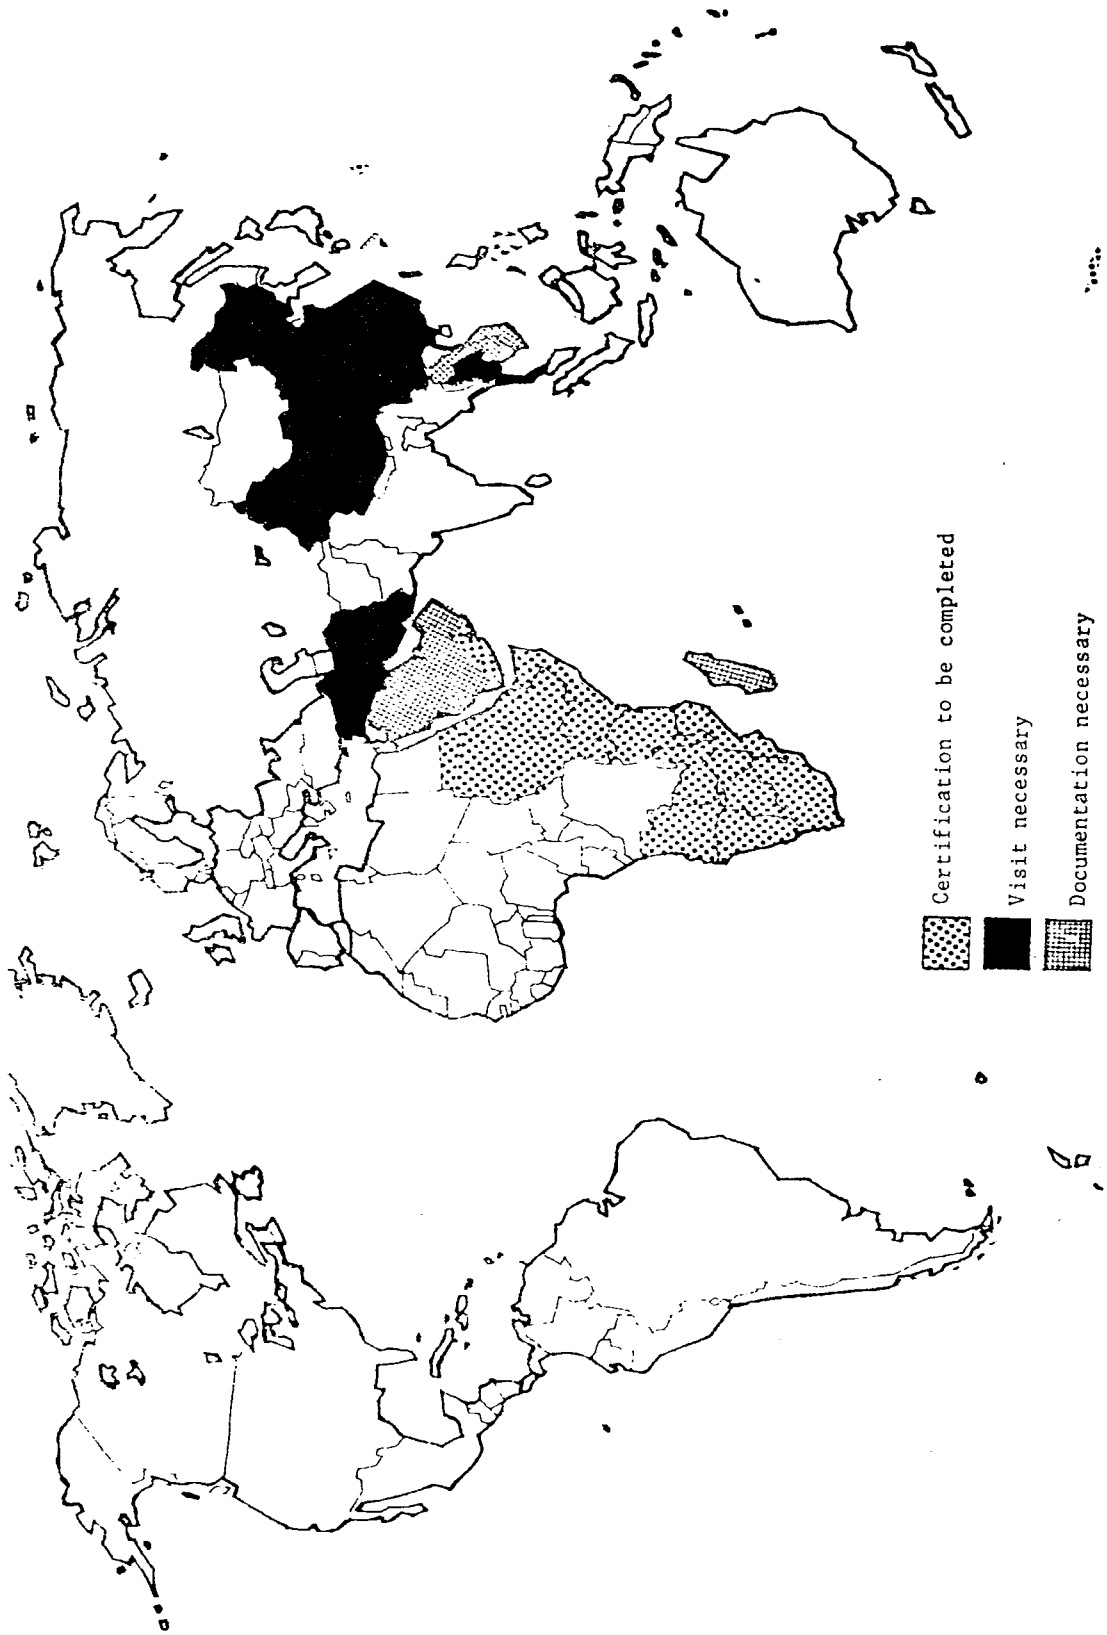 Certification to be completed
Visit necessary
Documentation necessary